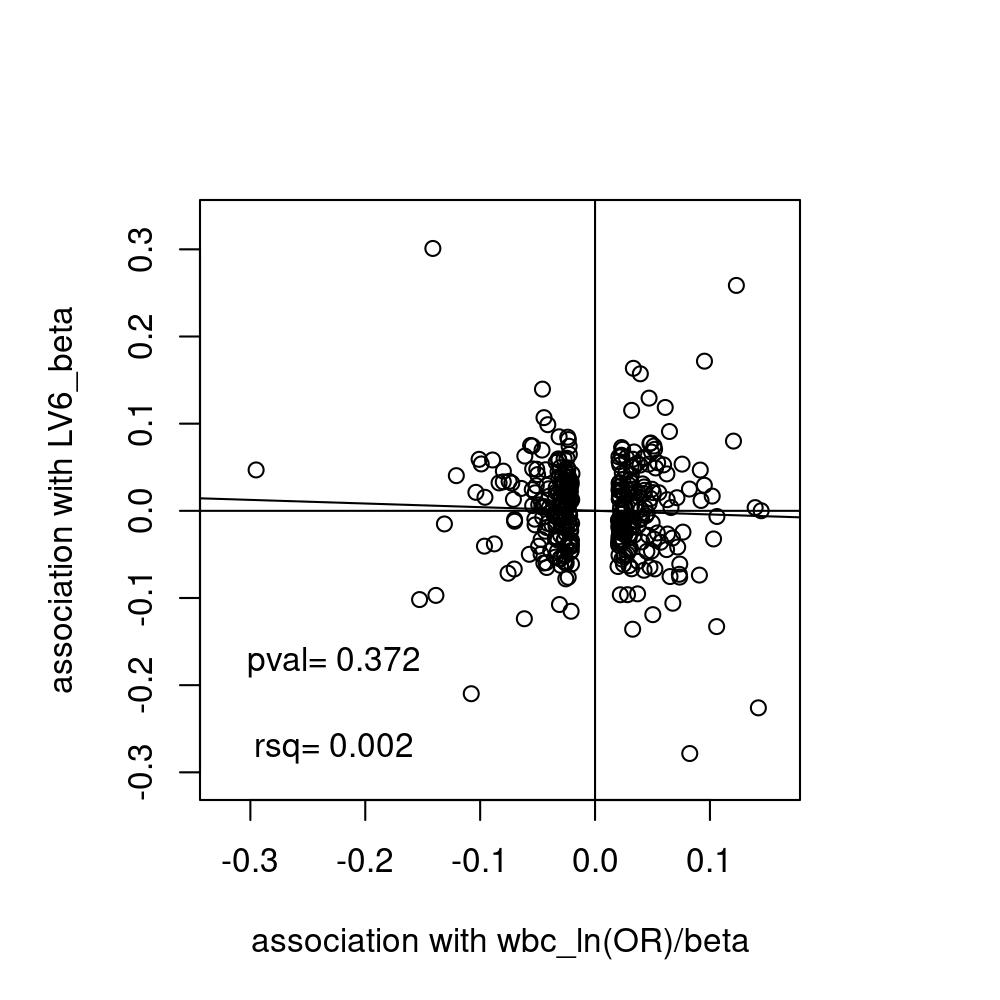 association with LV6_beta
0.3
0.2
0.1
0.0
-0.1
-0.2
-0.3
pval= 0.372
rsq= 0.002
-0.3 -0.2 -0.1 0.0 0.1
association with wbc_ln(OR)/beta